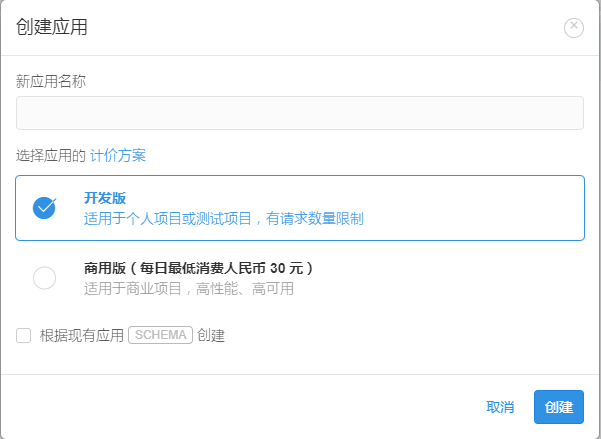 创建应用
新应用名称
选择应用的 计价方案
开发版
适用于个人项目或测试项目，有请求数量限制
商用版（每日最低消费人民币 30 元）
适用于商业项目，高性能、高可用
根据现有应用 SCHEMA 创建
取消 创建